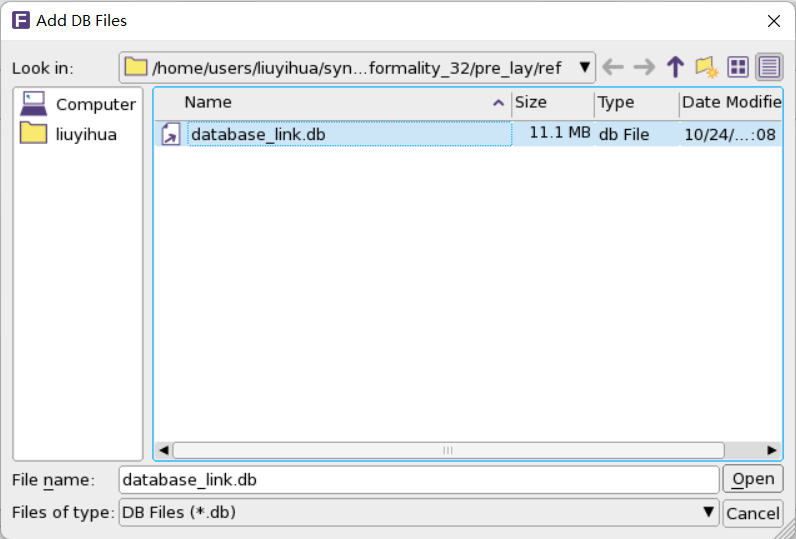 F Add DB Files
Look in: /home/users/liuyihua/syn...formality_32/pre_lay/ref
Computer
liuyihua
Name Size Type Date Modifie
database_link.db 11.1 MB db File 10/24/...:08
File name: database_link.db Open
Files of type: DB Files (*.db) Cancel